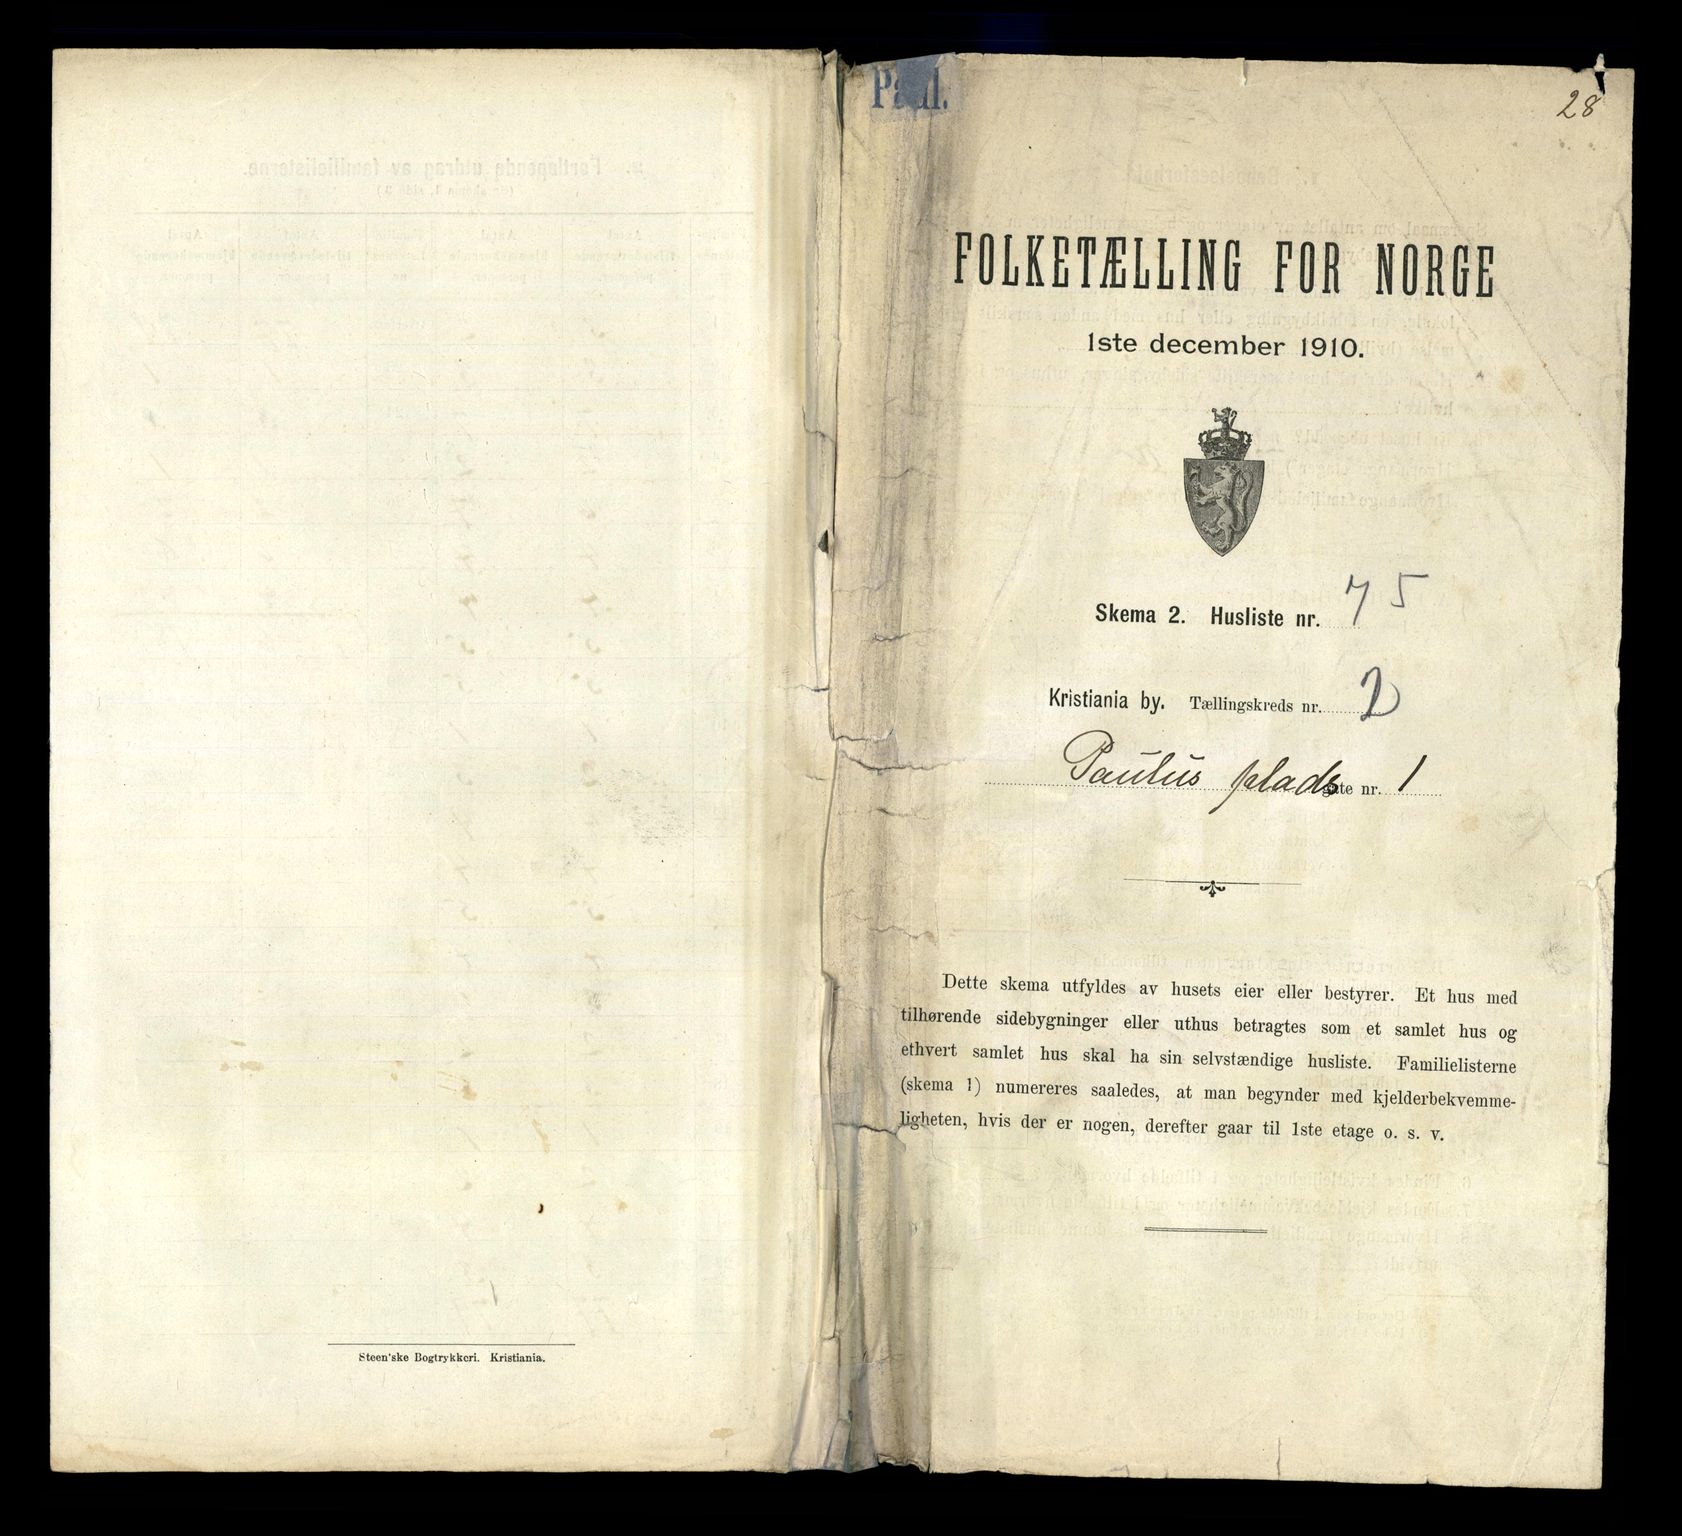 Steen'ske Bogtrykkeri. Kristiania.
Paul.
28
FOLKETÆLLING FOR NORGE
1ste december 1910.
Skema 2. Husliste nr. 75
Kristiania by. Tællingskreds nr. 2
Paulus plads gate nr. 1
Dette skema utfyldes av husets eier eller bestyrer. Et hus med
tilhørende sidebygninger eller uthus betragtes som et samlet hus og
ethvert samlet hus skal ha sin selvstændige husliste. Familielisterne
(skema 1) numereres saaledes, at man begynder med kjelderbekvemme-
ligheten, hvis der er nogen, derefter gaar til 1ste etage o. s. v.